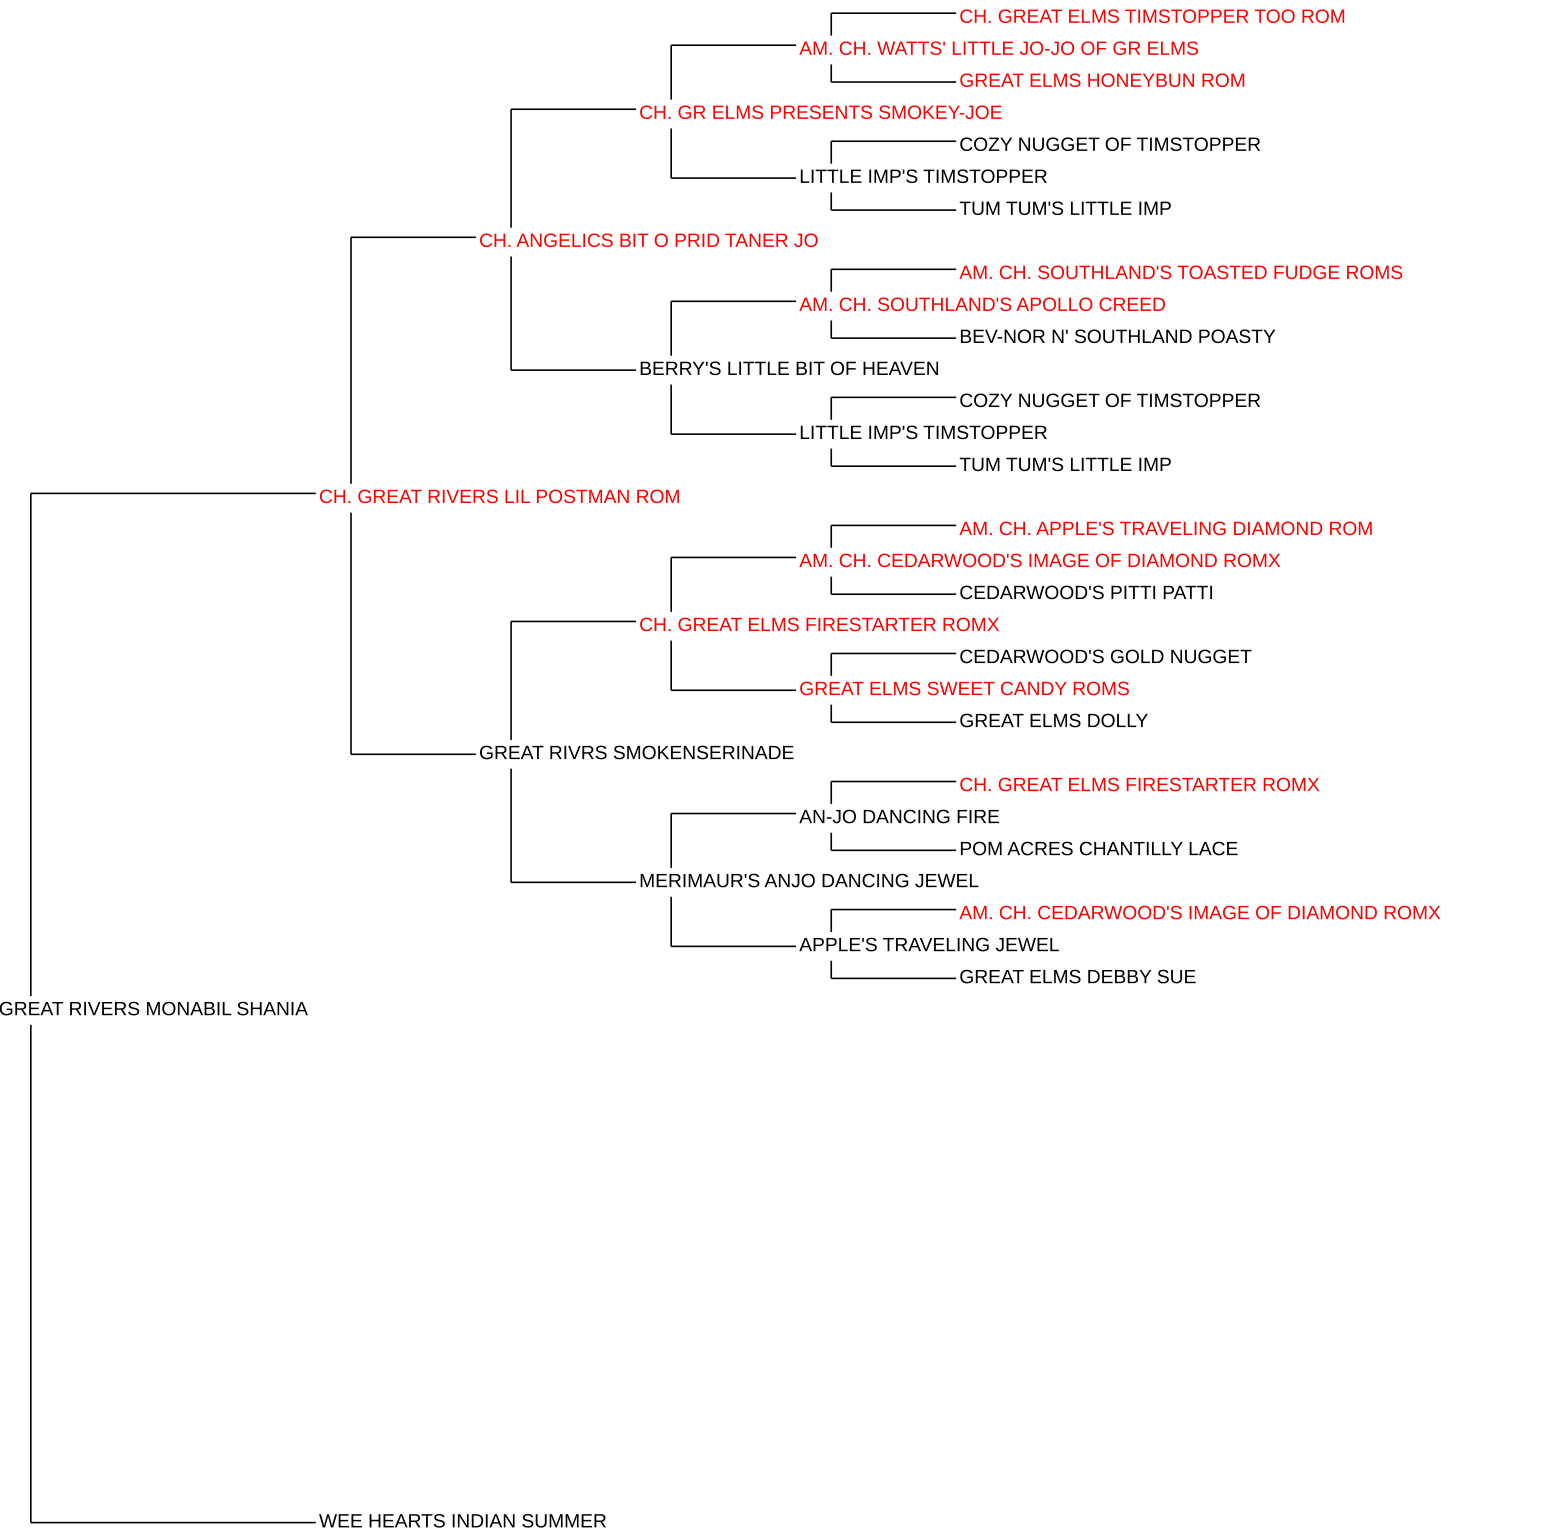 CH. GREAT ELMS TIMSTOPPER TOO ROM
AM. CH. WATTS' LITTLE JO-JO OF GR ELMS
GREAT ELMS HONEYBUN ROM
CH. GR ELMS PRESENTS SMOKEY-JOE
COZY NUGGET OF TIMSTOPPER
LITTLE IMP'S TIMSTOPPER
TUM TUM'S LITTLE IMP
CH. ANGELICS BIT O PRID TANER JO
AM. CH. SOUTHLAND'S TOASTED FUDGE ROMS
AM. CH. SOUTHLAND'S APOLLO CREED
BEV-NOR N' SOUTHLAND POASTY
BERRY'S LITTLE BIT OF HEAVEN
COZY NUGGET OF TIMSTOPPER
LITTLE IMP'S TIMSTOPPER
TUM TUM'S LITTLE IMP
CH. GREAT RIVERS LIL POSTMAN ROM
AM. CH. APPLE'S TRAVELING DIAMOND ROM
AM. CH. CEDARWOOD'S IMAGE OF DIAMOND ROMX
CEDARWOOD'S PITTI PATTI
CH. GREAT ELMS FIRESTARTER ROMX
CEDARWOOD'S GOLD NUGGET
GREAT ELMS SWEET CANDY ROMS
GREAT ELMS DOLLY
GREAT RIVRS SMOKENSERINADE
CH. GREAT ELMS FIRESTARTER ROMX
AN-JO DANCING FIRE
POM ACRES CHANTILLY LACE
MERIMAUR'S ANJO DANCING JEWEL
AM. CH. CEDARWOOD'S IMAGE OF DIAMOND ROMX
APPLE'S TRAVELING JEWEL
GREAT ELMS DEBBY SUE
GREAT RIVERS MONABIL SHANIA
WEE HEARTS INDIAN SUMMER